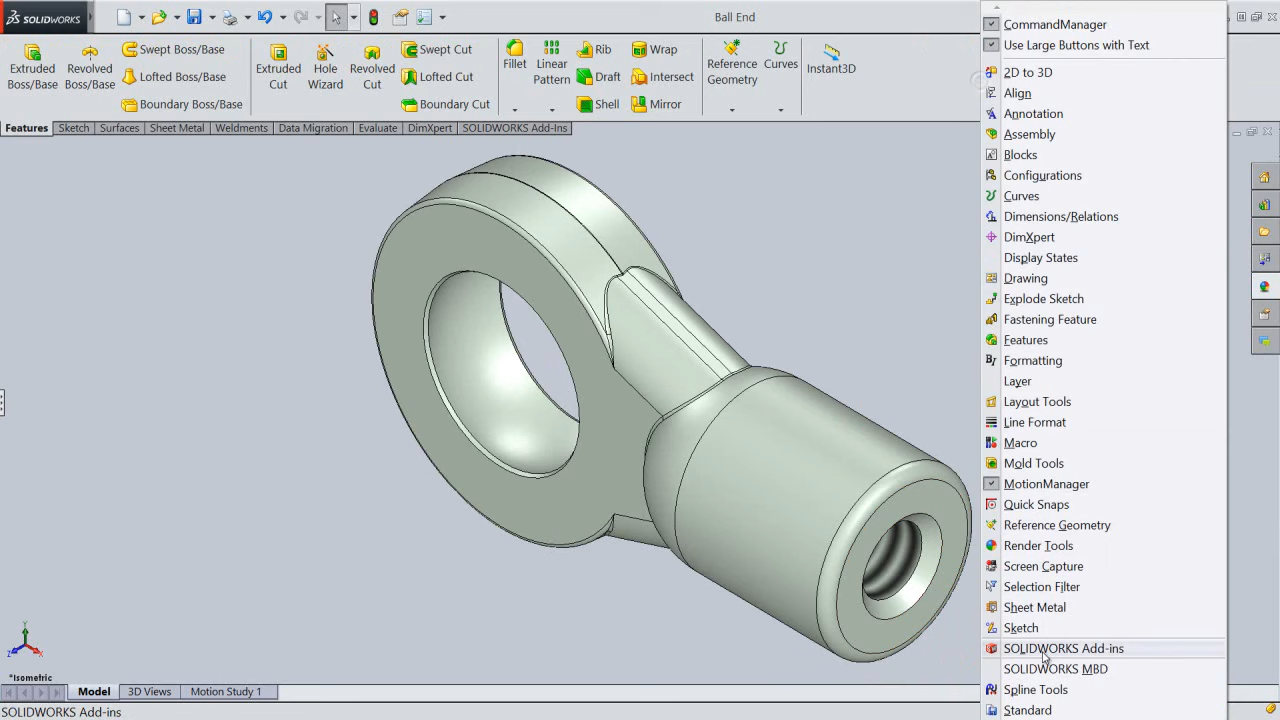 SOLIDWORKS
Ball End
Extruded Boss/Base
Revolved Boss/Base
Swept Boss/Base
Lofted Boss/Base
Boundary Boss/Base
Extruded Cut
Hole Wizard
Revolved Cut
Swept Cut
Lofted Cut
Boundary Cut
Fillet
Linear Pattern
Rib
Draft
Shell
Wrap
Intersect
Mirror
Reference Geometry
Curves
Instant3D
Features
Sketch
Surfaces
Sheet Metal
Weldments
Data Migration
Evaluate
DimXpert
SOLIDWORKS Add-Ins
CommandManager
Use Large Buttons with Text
2D to 3D
Align
Annotation
Assembly
Blocks
Configurations
Curves
Dimensions/Relations
DimXpert
Display States
Drawing
Explode Sketch
Fastening Feature
Features
Formatting
Layer
Layout Tools
Line Format
Macro
Mold Tools
MotionManager
Quick Snaps
Reference Geometry
Render Tools
Screen Capture
Selection Filter
Sheet Metal
Sketch
SOLIDWORKS Add-ins
SOLIDWORKS MBD
Spline Tools
Standard
Y
Z
X
*Isometric
Model
3D Views
Motion Study 1
SOLIDWORKS Add-ins